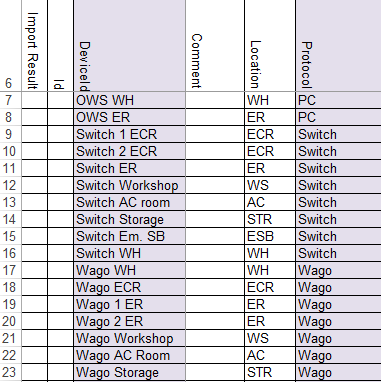 6 Import Result Id DeviceId Comment Location Protocol
7 OWS WH WH PC
8 OWS ER ER PC
9 Switch 1 ECR ECR Switch
10 Switch 2 ECR ECR Switch
11 Switch ER ER Switch
12 Switch Workshop WS Switch
13 Switch AC room AC Switch
14 Switch Storage STR Switch
15 Switch Em. SB ESB Switch
16 Switch WH WH Switch
17 Wago WH WH Wago
18 Wago ECR ECR Wago
19 Wago 1 ER ER Wago
20 Wago 2 ER ER Wago
21 Wago Workshop WS Wago
22 Wago AC Room AC Wago
23 Wago Storage STR Wago